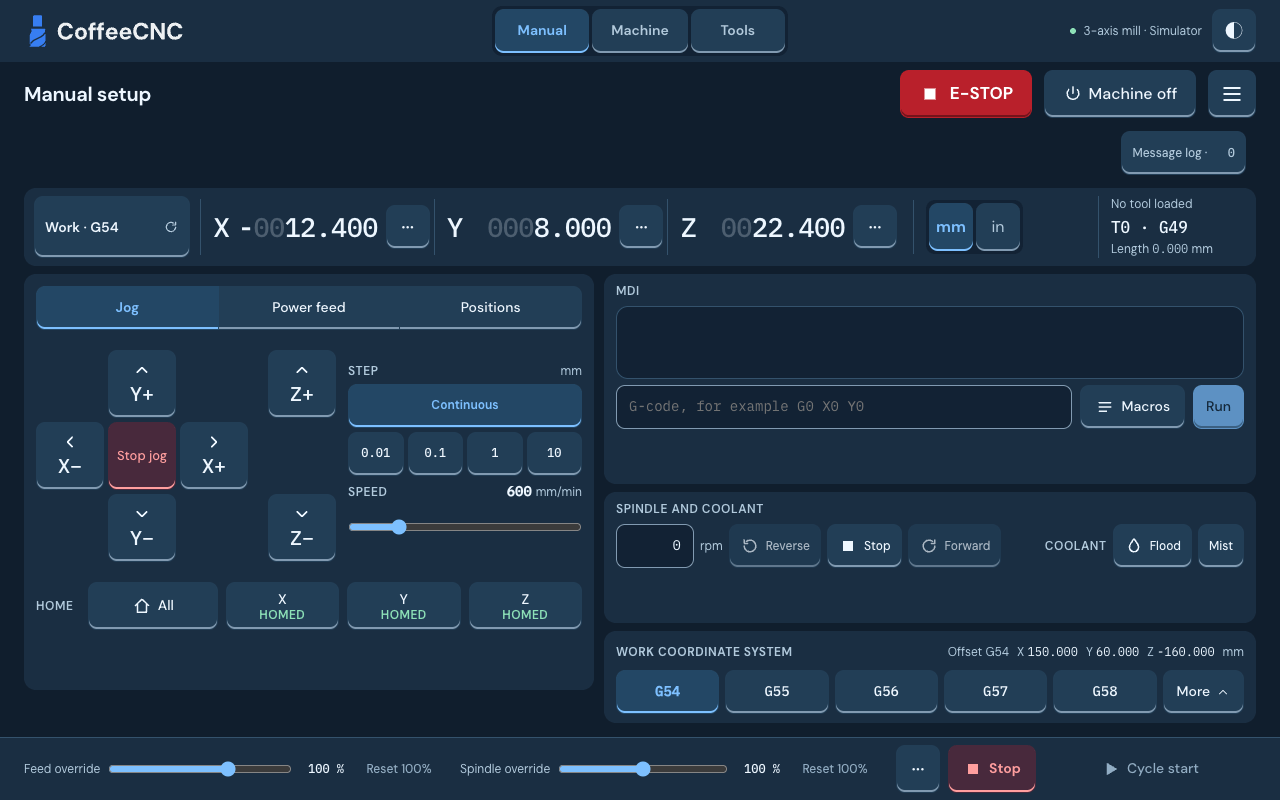 CoffeeCNC
Manual
Machine
Tools
3-axis mill · Simulator
Manual setup
E-STOP
Machine off
Message log · 0
Work · G54
X -0012.400 ···
Y 0008.000 ···
Z 0022.400 ···
mm
in
No tool loaded
T0 · G49
Length 0.000 mm
Jog
Power feed
Positions
Y+
Z+
X−
Stop jog
X+
Y−
Z−
STEP mm
Continuous
0.01
0.1
1
10
SPEED 600 mm/min
HOME
All
X
HOMED
Y
HOMED
Z
HOMED
MDI
G-code, for example G0 X0 Y0
Macros
Run
SPINDLE AND COOLANT
0 rpm
Reverse
Stop
Forward
COOLANT
Flood
Mist
WORK COORDINATE SYSTEM
Offset G54 X 150.000 Y 60.000 Z -160.000 mm
G54
G55
G56
G57
G58
More
Feed override 100 % Reset 100%
Spindle override 100 % Reset 100%
···
Stop
Cycle start